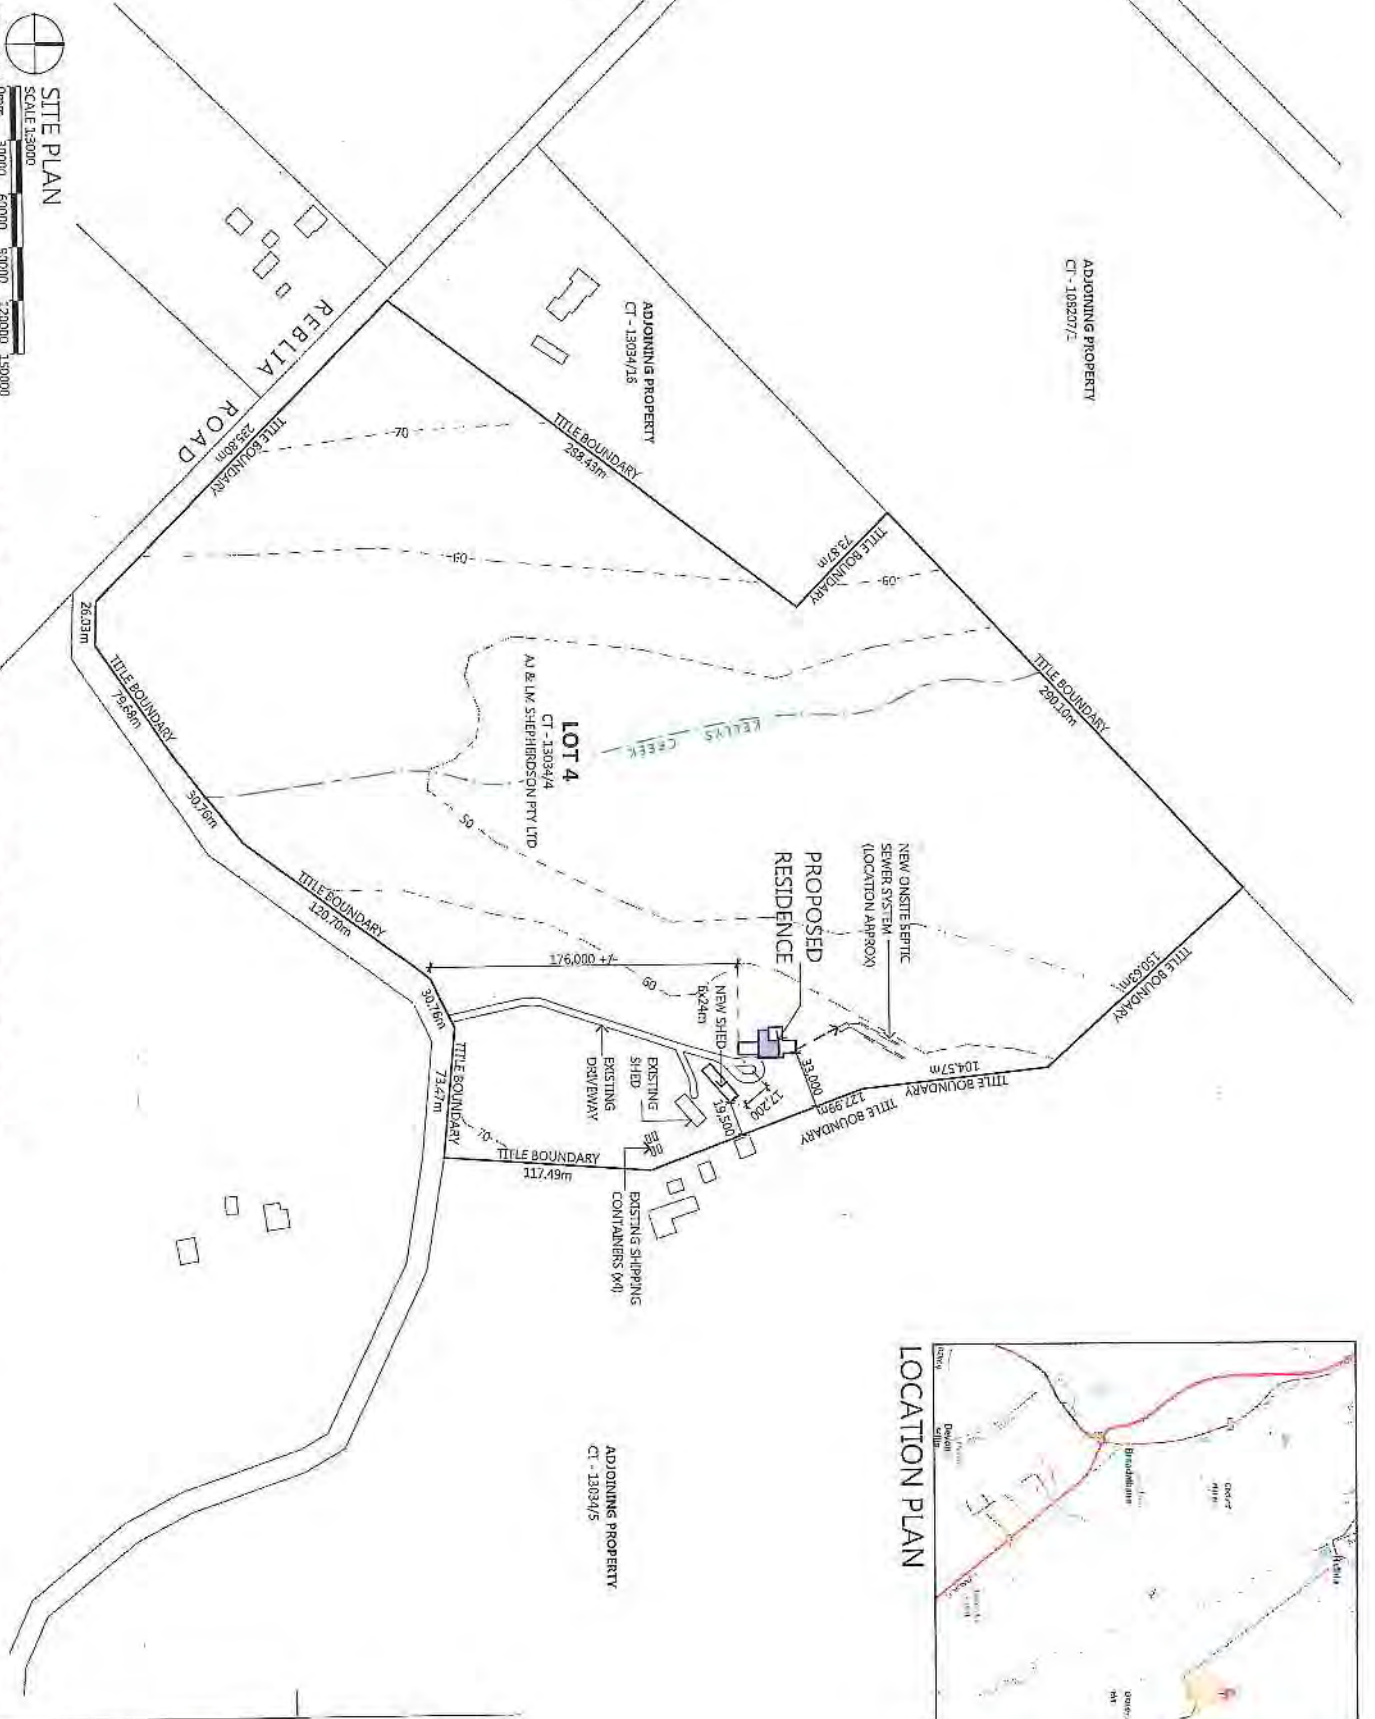 SITE PLAN
SCALE 1:3000
0mm 30000 60000 90000 120000 150000
ADJOINING PROPERTY
CT - 108207/1
ADJOINING PROPERTY
CT - 13034/16
REBLIA ROAD
TITLE BOUNDARY
235.80m
TITLE BOUNDARY
288.43m
TITLE BOUNDARY
73.87m
TITLE BOUNDARY
290.10m
TITLE BOUNDARY
150.63m
TITLE BOUNDARY
104.57m
TITLE BOUNDARY
127.99m
TITLE BOUNDARY
117.49m
TITLE BOUNDARY
73.47m
30.76m
TITLE BOUNDARY
120.70m
30.76m
TITLE BOUNDARY
79.68m
26.03m
70
60
60
50
60
70
KELLYS CREEK
LOT 4
CT - 13034/4
AJ & LM SHEPHERDSON PTY LTD
NEW ONSITE SEPTIC
SEWER SYSTEM
(LOCATION APPROX)
PROPOSED
RESIDENCE
176,000 +/-
NEW SHED
6x24m
33,000
17,200
19,500
EXISTING
SHED
EXISTING
DRIVEWAY
EXISTING SHIPPING
CONTAINERS (x4)
ADJOINING PROPERTY
CT - 13034/5
LOCATION PLAN